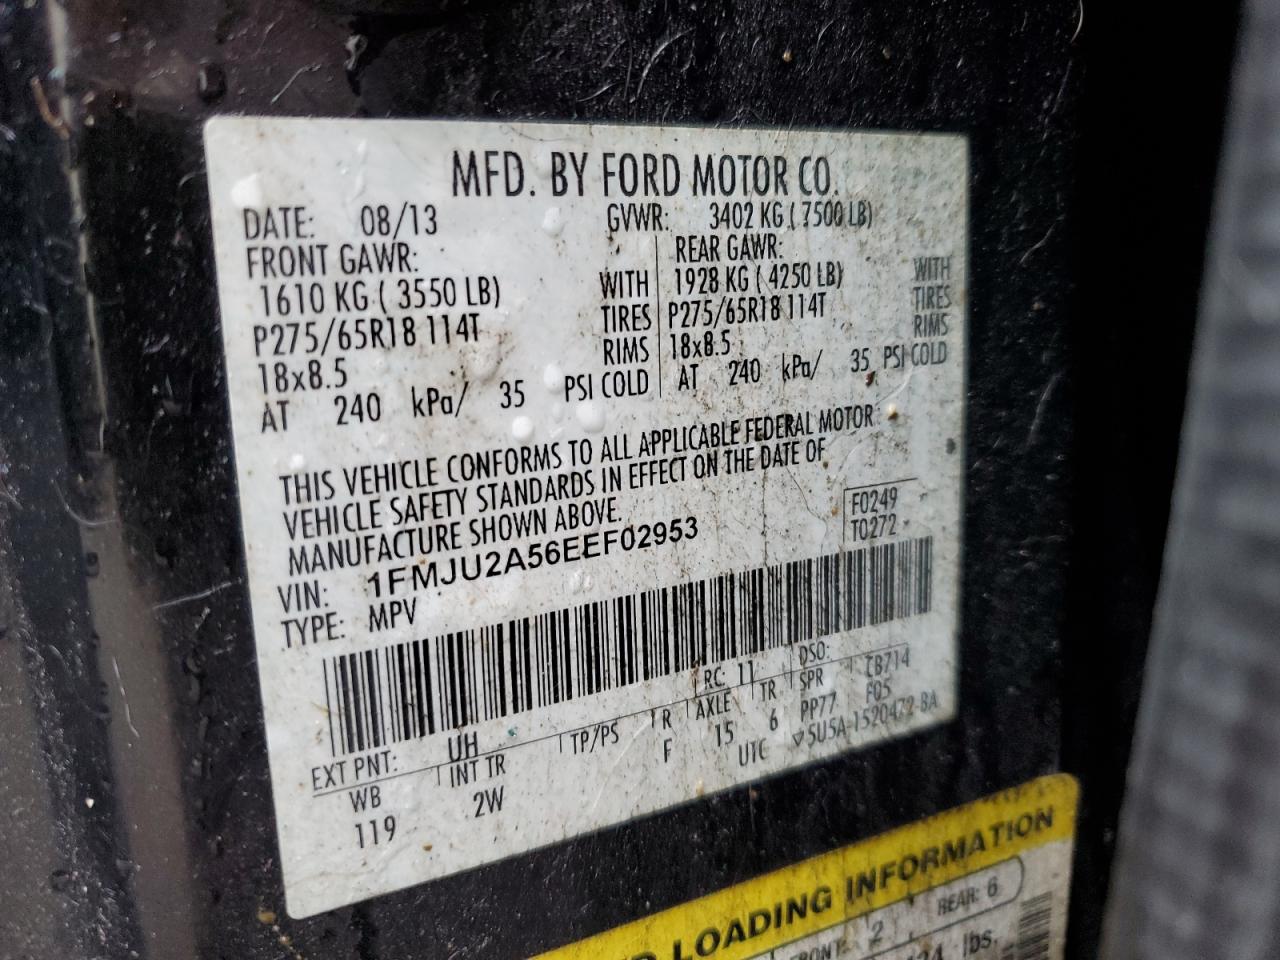 MFD. BY FORD MOTOR CO.
DATE: 08/13 GVWR: 3402 KG ( 7500 LB)
FRONT GAWR: REAR GAWR:
1610 KG ( 3550 LB) WITH 1928 KG ( 4250 LB) WITH
P275/65R18 114T TIRES P275/65R18 114T TIRES
18x8.5 RIMS 18x8.5 RIMS
AT 240 kPa/ 35 PSI COLD AT 240 kPa/ 35 PSI COLD
THIS VEHICLE CONFORMS TO ALL APPLICABLE FEDERAL MOTOR
VEHICLE SAFETY STANDARDS IN EFFECT ON THE DATE OF
MANUFACTURE SHOWN ABOVE.
F0249
T0272
VIN: 1FMJU2A56EEF02953
TYPE: MPV
EXT PNT: UH RC: 11 DSO:
WB INT TR TP/PS R AXLE TR SPR CB714
119 2W F 15 6 PP77 F05
UTC 5U5A-1520472-BA
LOADING INFORMATION
2 REAR: 6
lbs.